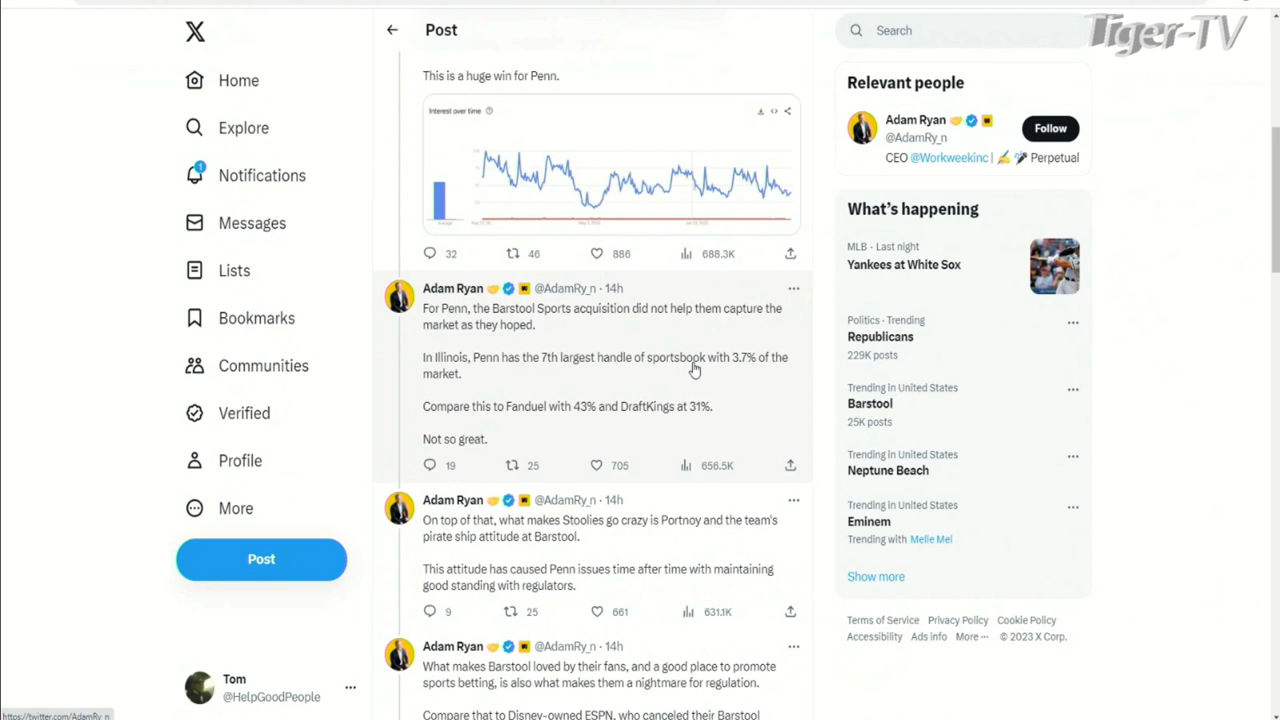 Tiger-TV
X
Home
Explore
1
Notifications
Messages
Lists
Bookmarks
Communities
Verified
Profile
More
Post
Tom
@HelpGoodPeople
https://twitter.com/AdamRy_n
Post
This is a huge win for Penn.
Interest over time
32 46 886 688.3K
Adam Ryan @AdamRy_n · 14h
For Penn, the Barstool Sports acquisition did not help them capture the
market as they hoped.
In Illinois, Penn has the 7th largest handle of sportsbook with 3.7% of the
market.
Compare this to Fanduel with 43% and DraftKings at 31%.
Not so great.
19 25 705 656.5K
Adam Ryan @AdamRy_n · 14h
On top of that, what makes Stoolies go crazy is Portnoy and the team's
pirate ship attitude at Barstool.
This attitude has caused Penn issues time after time with maintaining
good standing with regulators.
9 25 661 631.1K
Adam Ryan @AdamRy_n · 14h
What makes Barstool loved by their fans, and a good place to promote
sports betting, is also what makes them a nightmare for regulation.
Compare that to Disney-owned ESPN, who canceled their Barstool
Search
Relevant people
Adam Ryan
@AdamRy_n
Follow
CEO @Workweekinc | Perpetual
What's happening
MLB · Last night
Yankees at White Sox
Politics · Trending
Republicans
229K posts
Trending in United States
Barstool
25K posts
Trending in United States
Neptune Beach
Trending in United States
Eminem
Trending with Melle Mel
Show more
Terms of Service Privacy Policy Cookie Policy
Accessibility Ads info More ··· © 2023 X Corp.